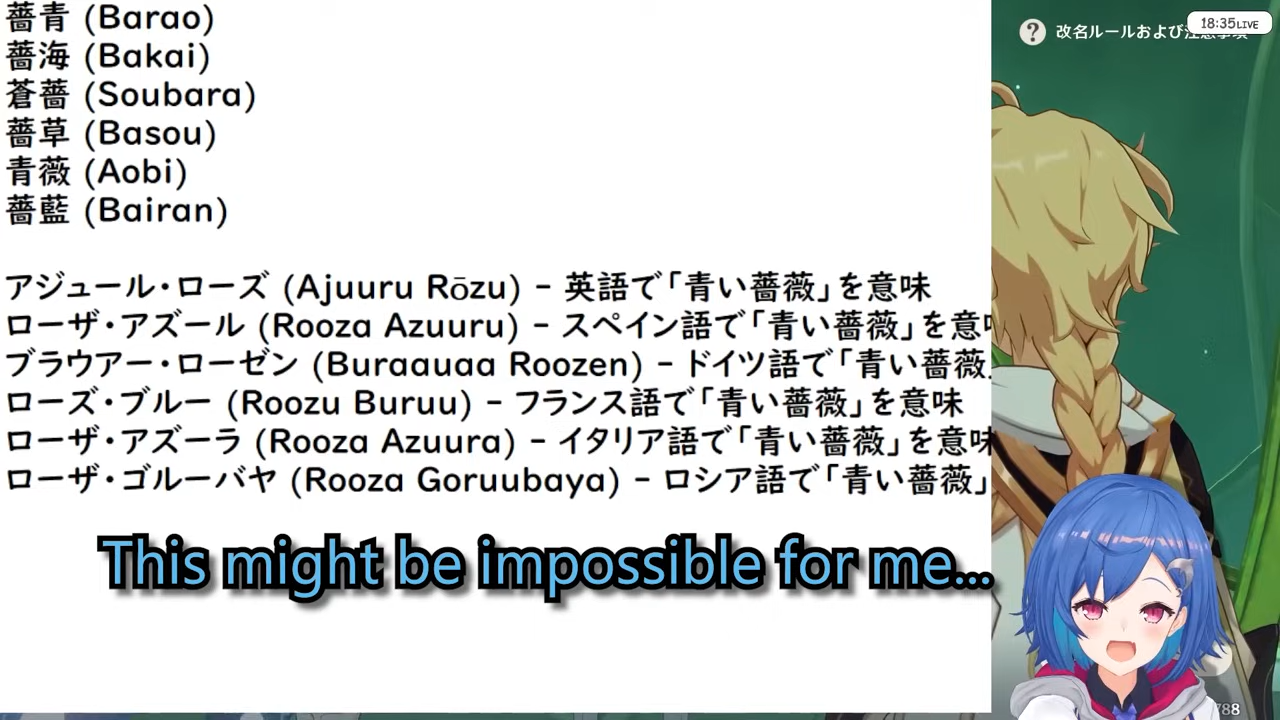 薔青 (Barao)
薔海 (Bakai)
蒼薔 (Soubara)
薔草 (Basou)
青薇 (Aobi)
薔藍 (Bairan)
アジュール・ローズ (Ajuuru Rōzu) - 英語で「青い薔薇」を意味
ローザ・アズール (Rooza Azuuru) - スペイン語で「青い薔薇」を意
ブラウアー・ローゼン (Buraauaa Roozen) - ドイツ語で「青い薔薇」
ローズ・ブルー (Roozu Buruu) - フランス語で「青い薔薇」を意味
ローザ・アズーラ (Rooza Azuura) - イタリア語で「青い薔薇」を意味
ローザ・ゴルーバヤ (Rooza Goruubaya) - ロシア語で「青い薔薇」
This might be impossible for me...
18:35LIVE
? 改名ルールおよび注意事項
788